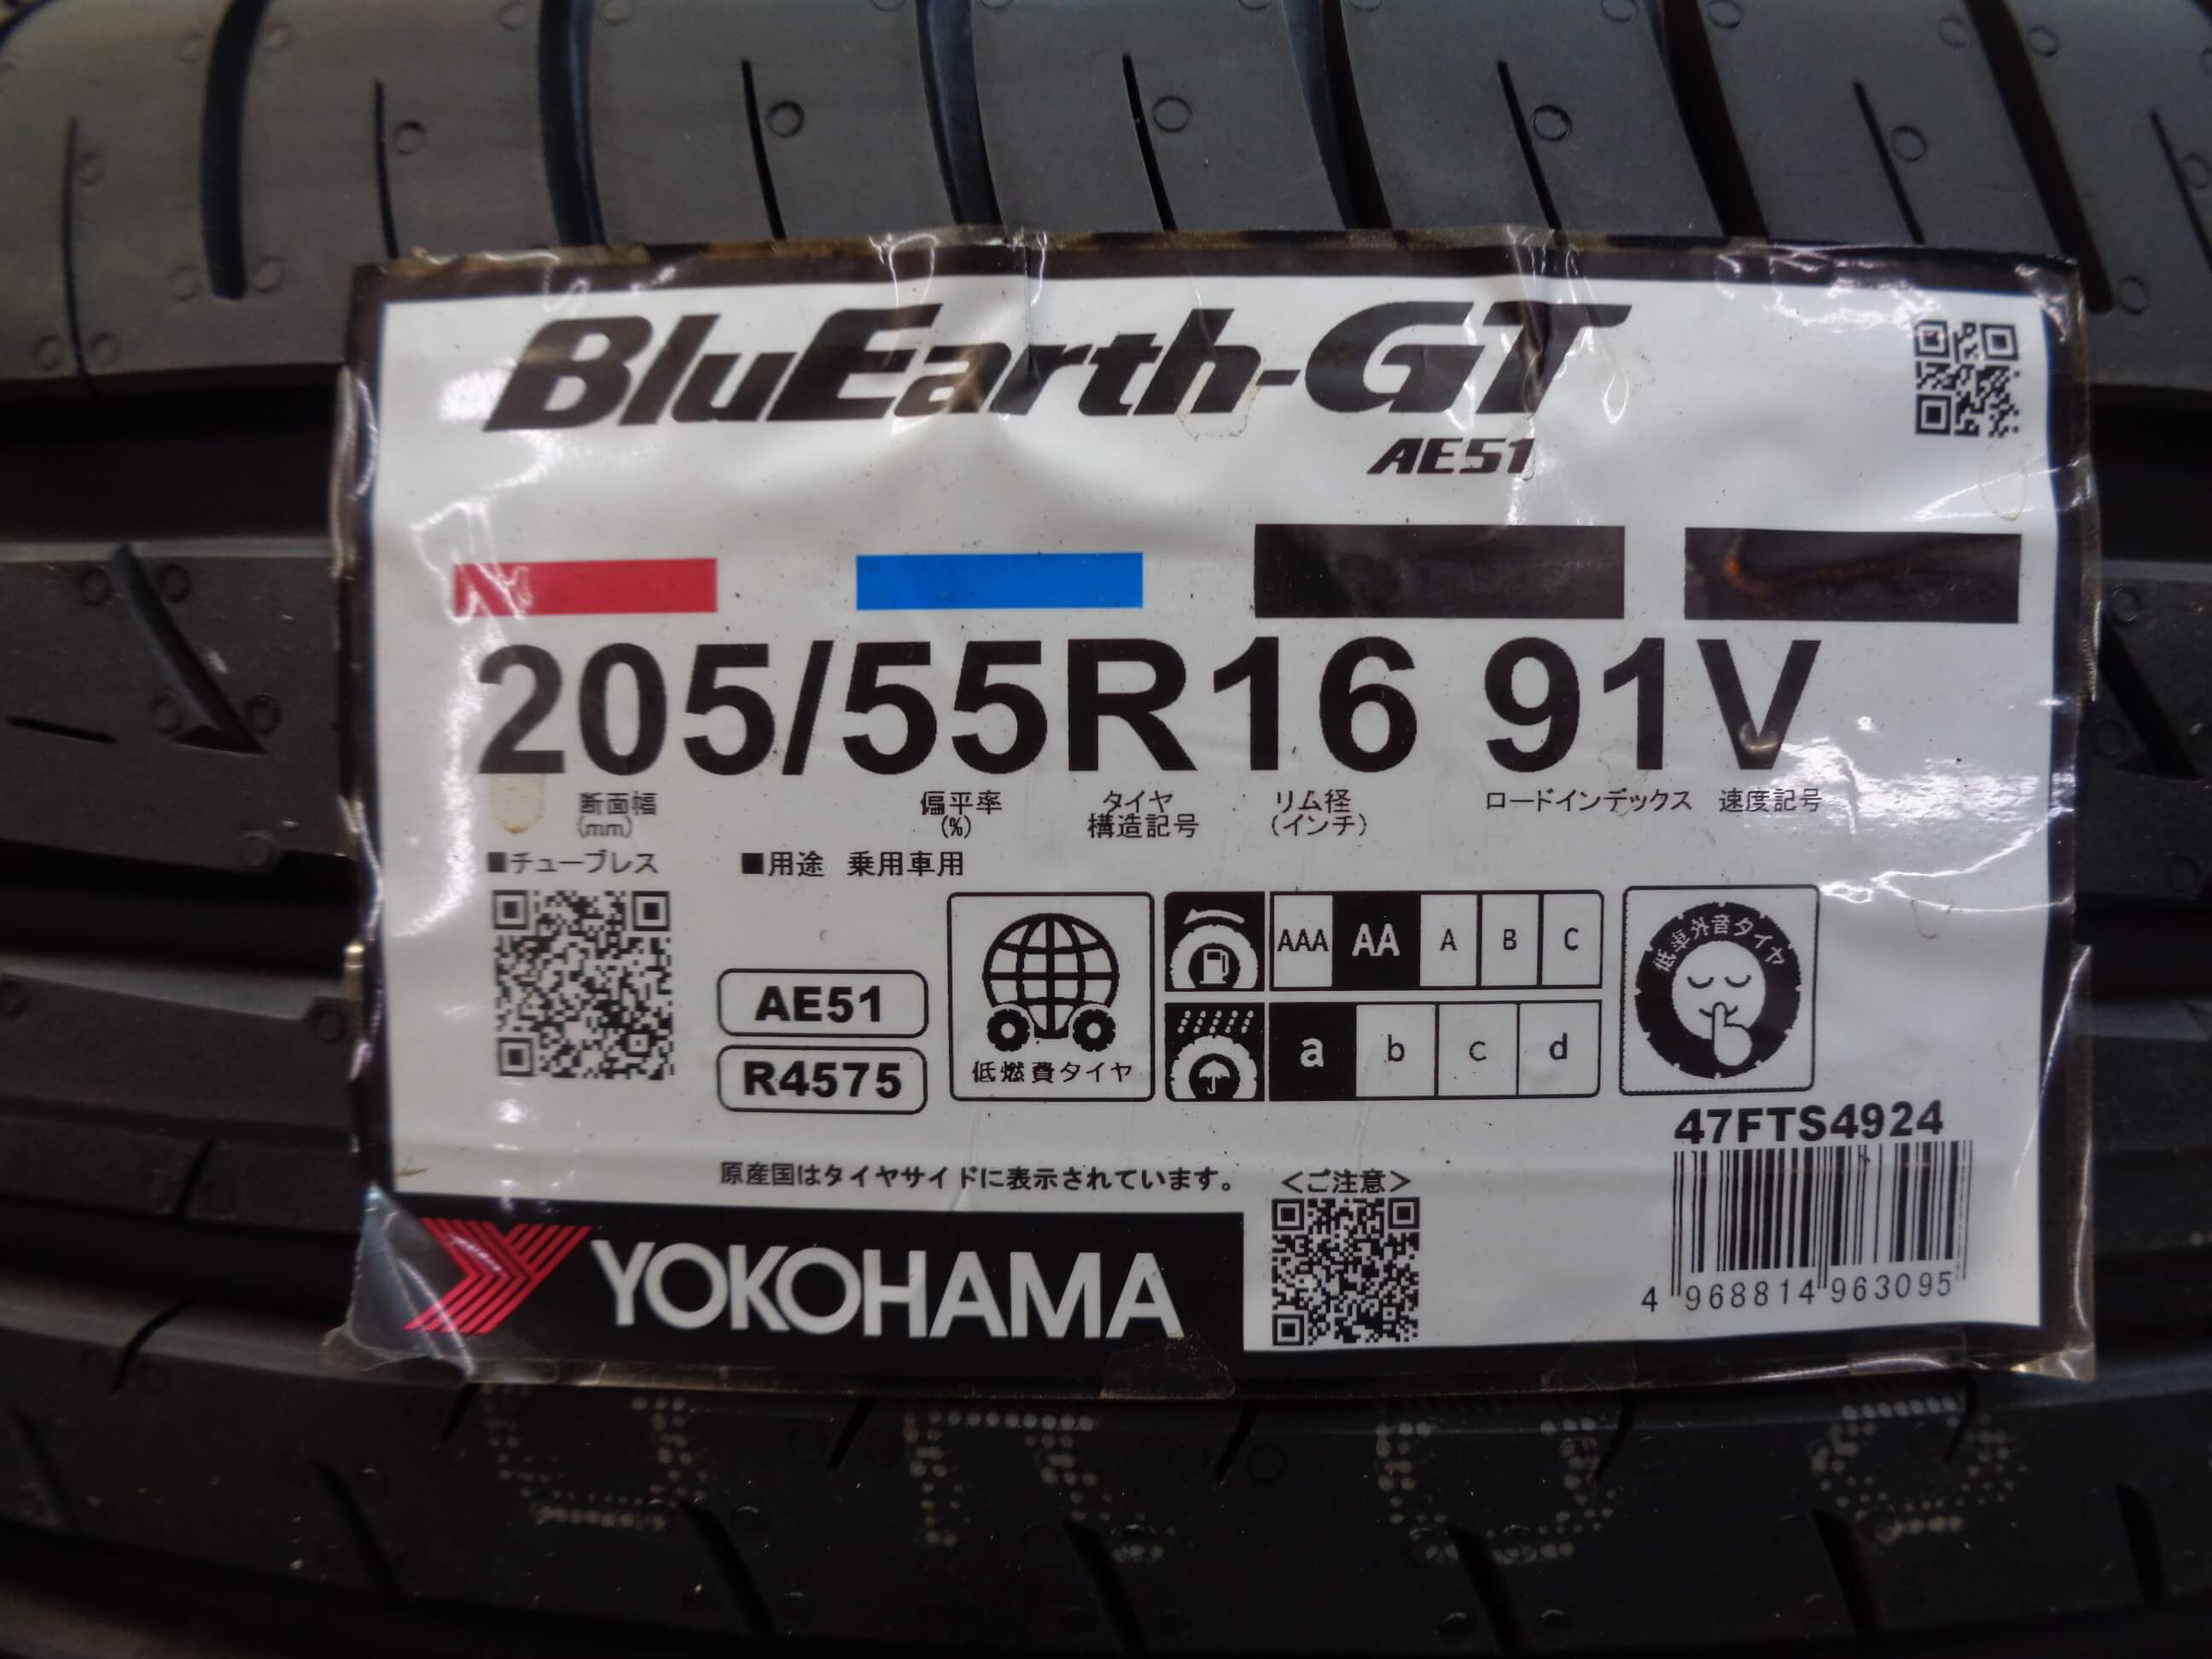 BluEarth-GT
AE51
205/55R16 91V
断面幅 偏平率 タイヤ リム径 ロードインデックス 速度記号
(mm) (%) 構造記号 (インチ)
■チューブレス ■用途 乗用車用
低車外音タイヤ
AAA AA A B C
AE51
a b c d
R4575
低燃費タイヤ
47FTS4924
原産国はタイヤサイドに表示されています。
<ご注意>
YOKOHAMA
4 968814 963095